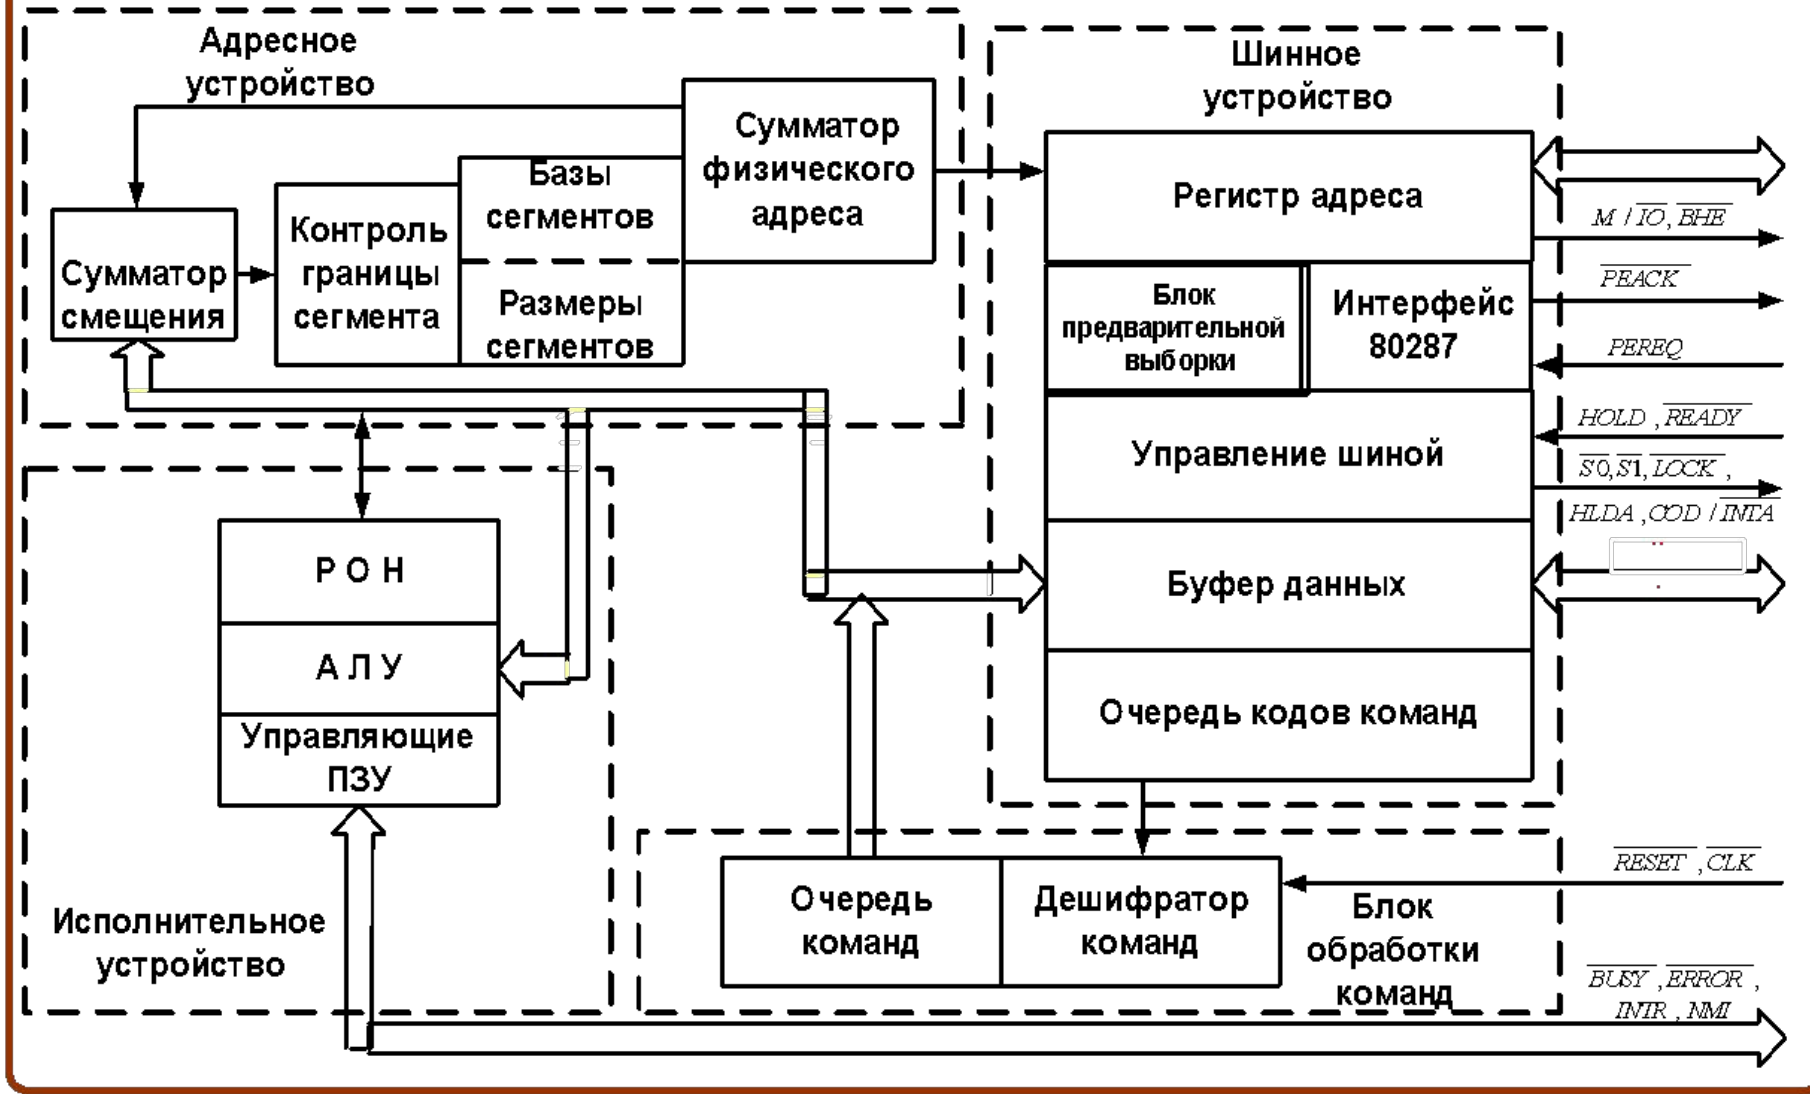 Адресное
устройство
Сумматор
физического
адреса
Базы
сегментов
Контроль
границы
сегмента
Сумматор
смещения
Размеры
сегментов
Шинное
устройство
Регистр адреса
Блок
предварительной
выборки
Интерфейс
80287
Управление шиной
Буфер данных
Очередь кодов команд
M / IO, BHE
PEACK
PEREQ
HOLD , READY
S0, S1, LOCK ,
HLDA , COD / INTA
Р О Н
А Л У
Управляющие
ПЗУ
Исполнительное
устройство
Очередь
команд
Дешифратор
команд
Блок
обработки
команд
RESET , CLK
BUSY , ERROR ,
INTR , NMI